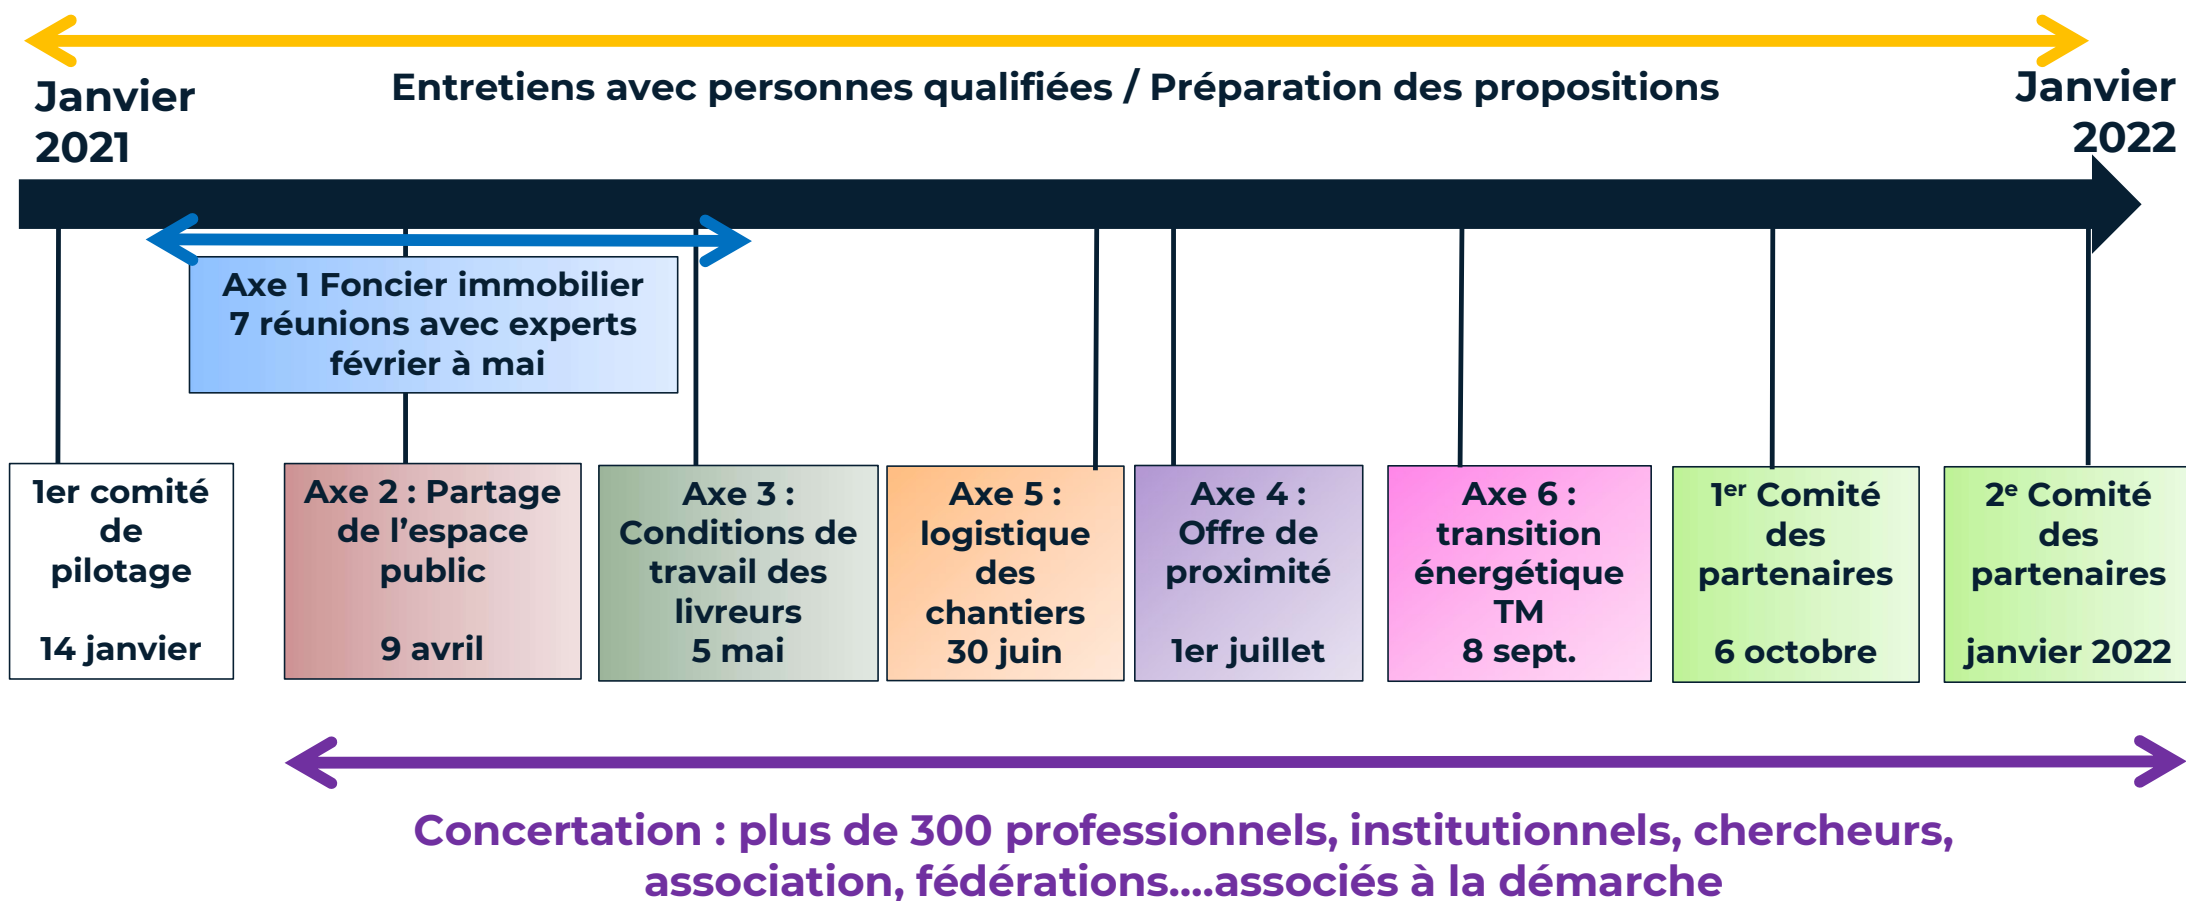 Janvier
2021
Entretiens avec personnes qualifiées / Préparation des propositions
Janvier
2022
Axe 1 Foncier immobilier
7 réunions avec experts
février à mai
1er comité
de
pilotage
14 janvier
Axe 2 : Partage
de l’espace
public
9 avril
Axe 3 :
Conditions de
travail des
livreurs
5 mai
Axe 5 :
logistique
des
chantiers
30 juin
Axe 4 :
Offre de
proximité
1er juillet
Axe 6 :
transition
énergétique
TM
8 sept.
1er Comité
des
partenaires
6 octobre
2e Comité
des
partenaires
janvier 2022
Concertation : plus de 300 professionnels, institutionnels, chercheurs,
association, fédérations....associés à la démarche